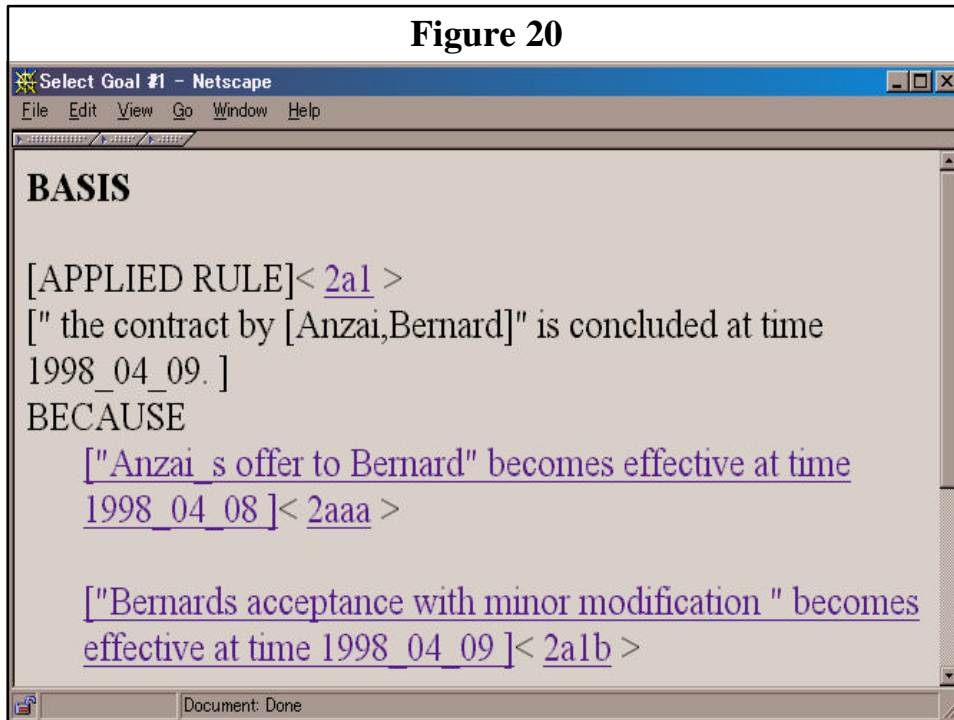 Figure 20
Select Goal #1 - Netscape
File Edit View Go Window Help
BASIS
[APPLIED RULE]< 2a1 >
[" the contract by [Anzai,Bernard]" is concluded at time
1998_04_09. ]
BECAUSE
["Anzai_s offer to Bernard" becomes effective at time
1998_04_08 ]< 2aaa >
["Bernards acceptance with minor modification " becomes
effective at time 1998_04_09 ]< 2a1b >
Document: Done